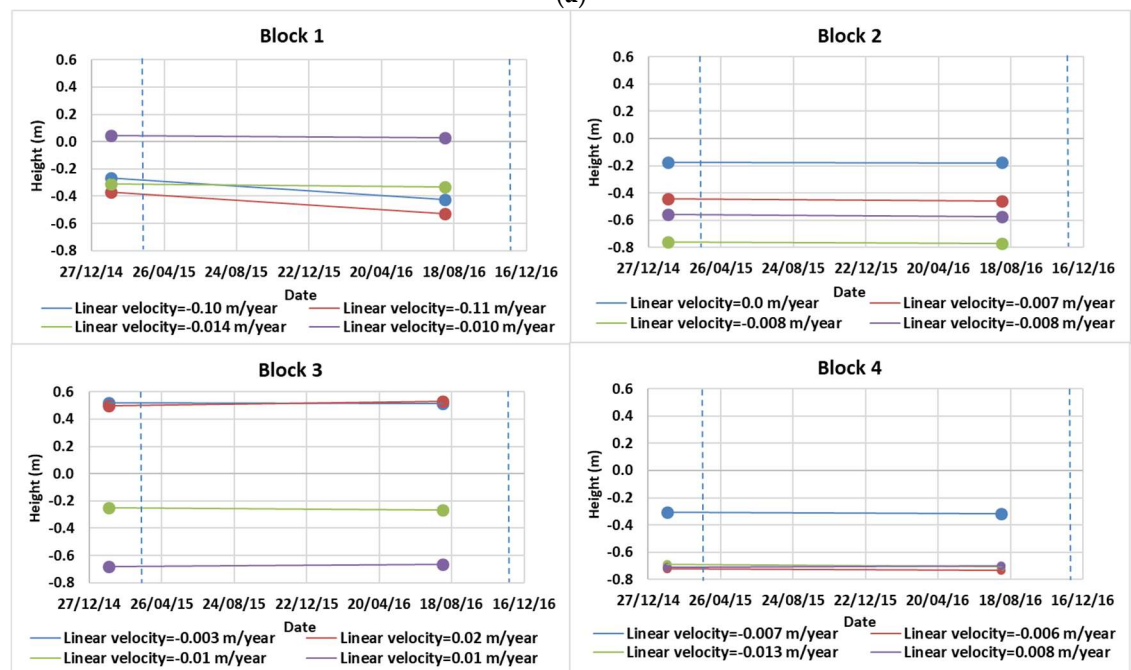 (a)
Block 1
0.6
0.4
0.2
0.0
-0.2
-0.4
-0.6
-0.8
Height (m)
27/12/14 26/04/15 24/08/15 22/12/15 20/04/16 18/08/16 16/12/16
Date
Linear velocity=-0.10 m/year Linear velocity=-0.11 m/year
Linear velocity=-0.014 m/year Linear velocity=-0.010 m/year
Block 2
0.6
0.4
0.2
0.0
-0.2
-0.4
-0.6
-0.8
Height (m)
27/12/14 26/04/15 24/08/15 22/12/15 20/04/16 18/08/16 16/12/16
Date
Linear velocity=0.0 m/year Linear velocity=-0.007 m/year
Linear velocity=-0.008 m/year Linear velocity=-0.008 m/year
Block 3
0.6
0.4
0.2
0.0
-0.2
-0.4
-0.6
-0.8
Height (m)
27/12/14 26/04/15 24/08/15 22/12/15 20/04/16 18/08/16 16/12/16
Date
Linear velocity=-0.003 m/year Linear velocity=0.02 m/year
Linear velocity=-0.01 m/year Linear velocity=0.01 m/year
Block 4
0.6
0.4
0.2
0.0
-0.2
-0.4
-0.6
-0.8
Height (m)
27/12/14 26/04/15 24/08/15 22/12/15 20/04/16 18/08/16 16/12/16
Date
Linear velocity=-0.007 m/year Linear velocity=-0.006 m/year
Linear velocity=-0.013 m/year Linear velocity=0.008 m/year